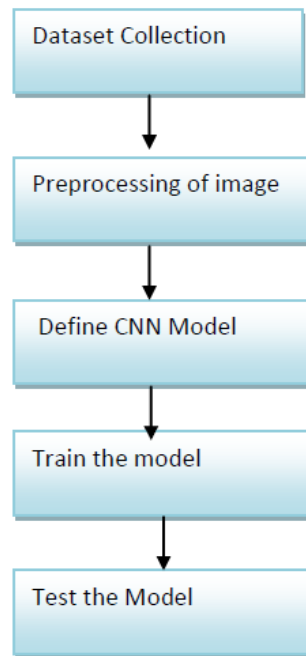 Dataset Collection
Preprocessing of image
Define CNN Model
Train the model
Test the Model